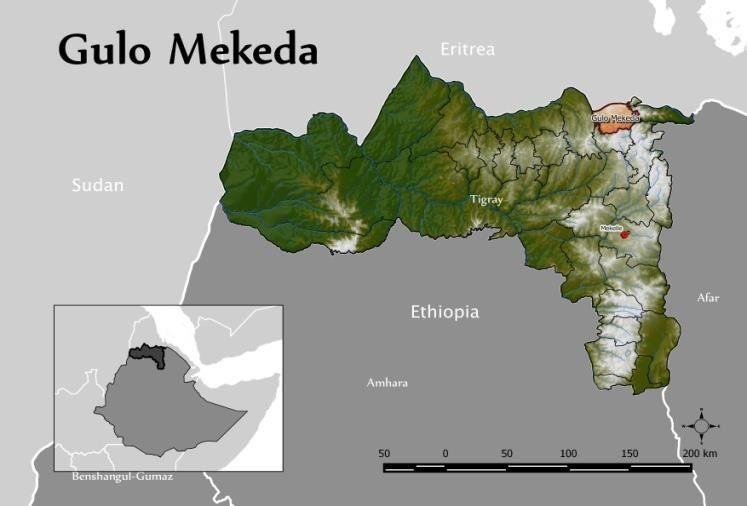 Gulo Mekeda
Eritrea
Gulo Mekeda
Sudan
Tigray
Mekelle
Afar
Ethiopia
Amhara
N
W E
S
50 0 50 100 150 200 km
Benshangul-Gumaz